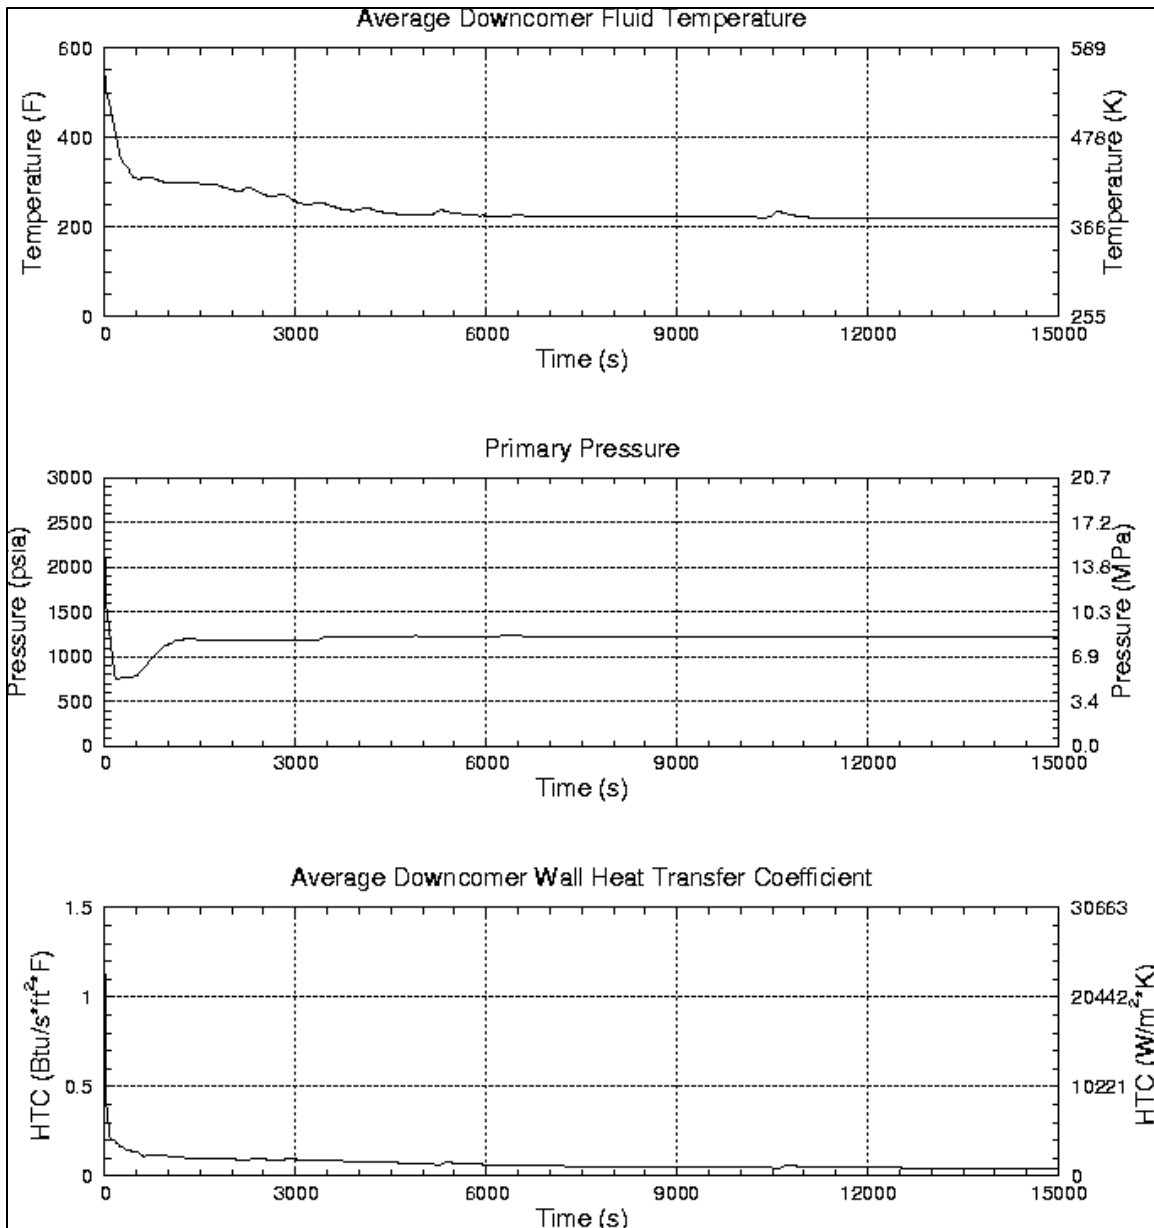 Average Downcomer Fluid Temperature
600
400
200
0
589
478
366
255
Temperature (F)
Temperature (K)
0 3000 6000 9000 12000 15000
Time (s)
Primary Pressure
3000
2500
2000
1500
1000
500
0
20.7
17.2
13.8
10.3
6.9
3.4
0.0
Pressure (psia)
Pressure (MPa)
0 3000 6000 9000 12000 15000
Time (s)
Average Downcomer Wall Heat Transfer Coefficient
1.5
1
0.5
0
30663
20442
10221
0
HTC (Btu/s*ft²*F)
HTC (W/m²*K)
0 3000 6000 9000 12000 15000
Time (s)